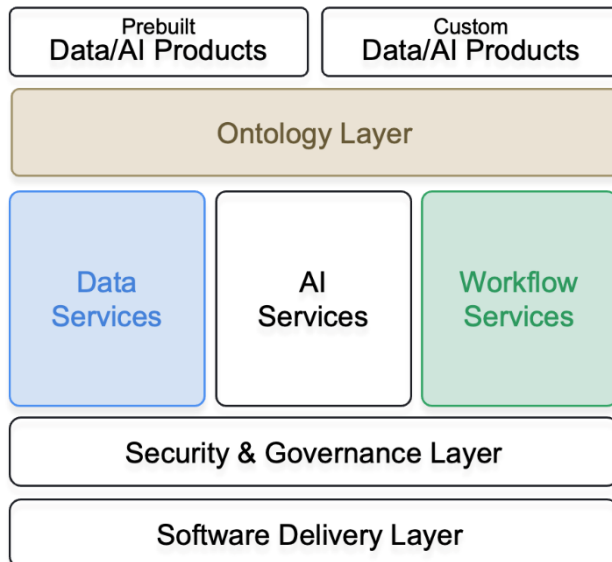 Prebuilt
Data/AI Products
Custom
Data/AI Products
Ontology Layer
Data
Services
AI
Services
Workflow
Services
Security & Governance Layer
Software Delivery Layer